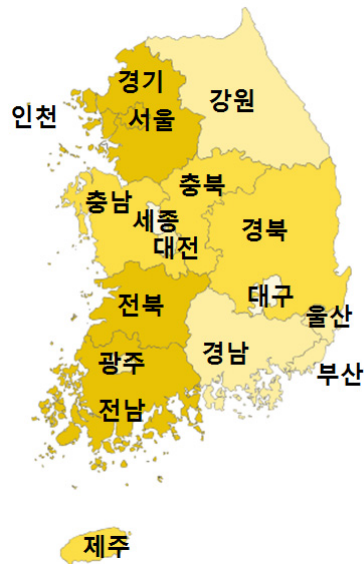 경기
강원
인천
서울
충북
충남
세종
경북
대전
대구
전북
울산
경남
광주
부산
전남
제주